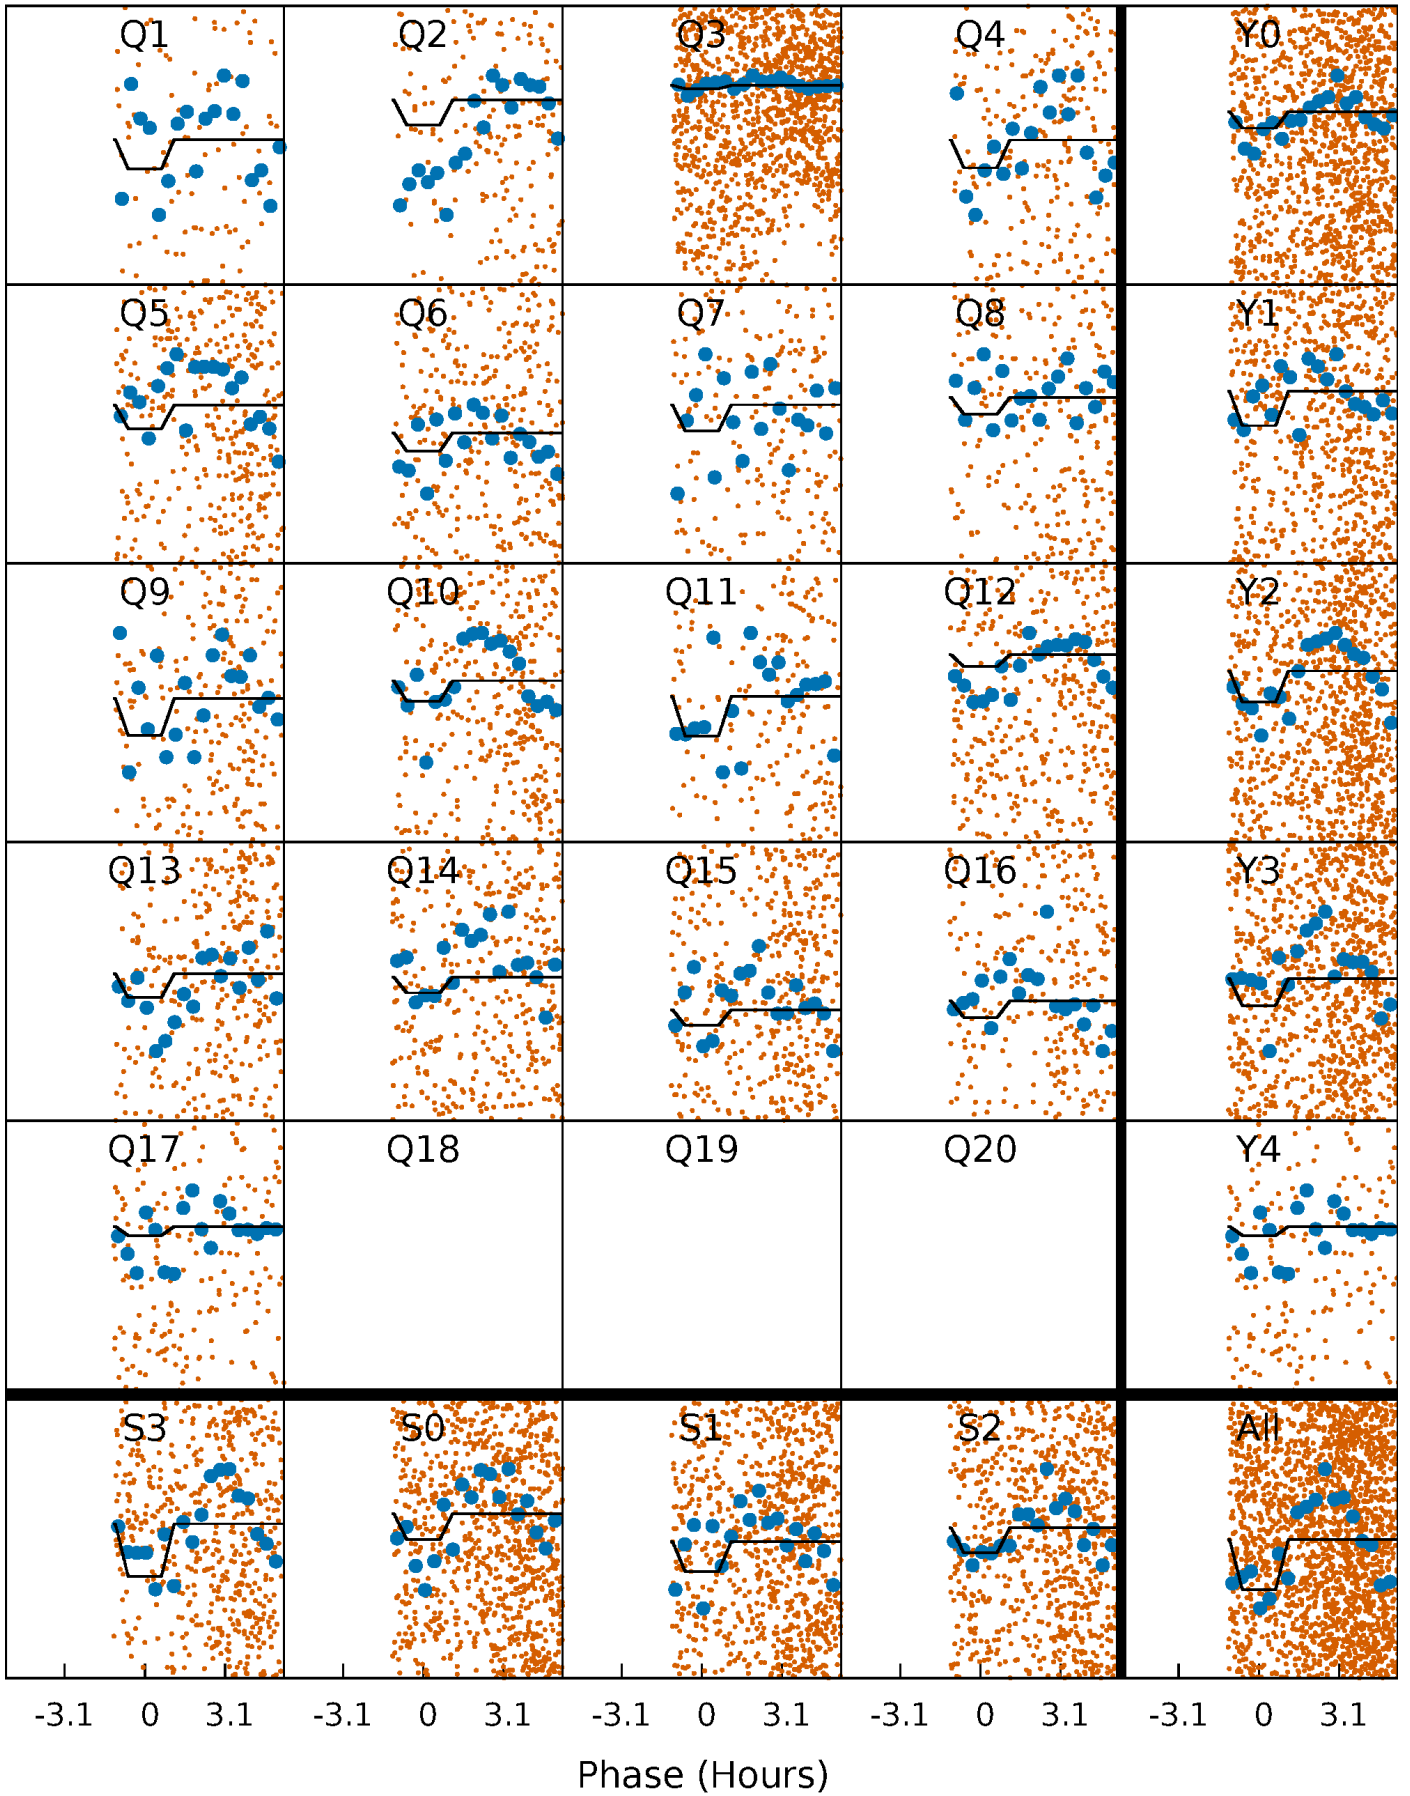 Q1 Q2 Q3 Q4 Y0
Q5 Q6 Q7 Q8 Y1
Q9 Q10 Q11 Q12 Y2
Q13 Q14 Q15 Q16 Y3
Q17 Q18 Q19 Q20 Y4
S3 S0 S1 S2 All
-3.1 0 3.1 -3.1 0 3.1 -3.1 0 3.1 -3.1 0 3.1 -3.1 0 3.1
Phase (Hours)